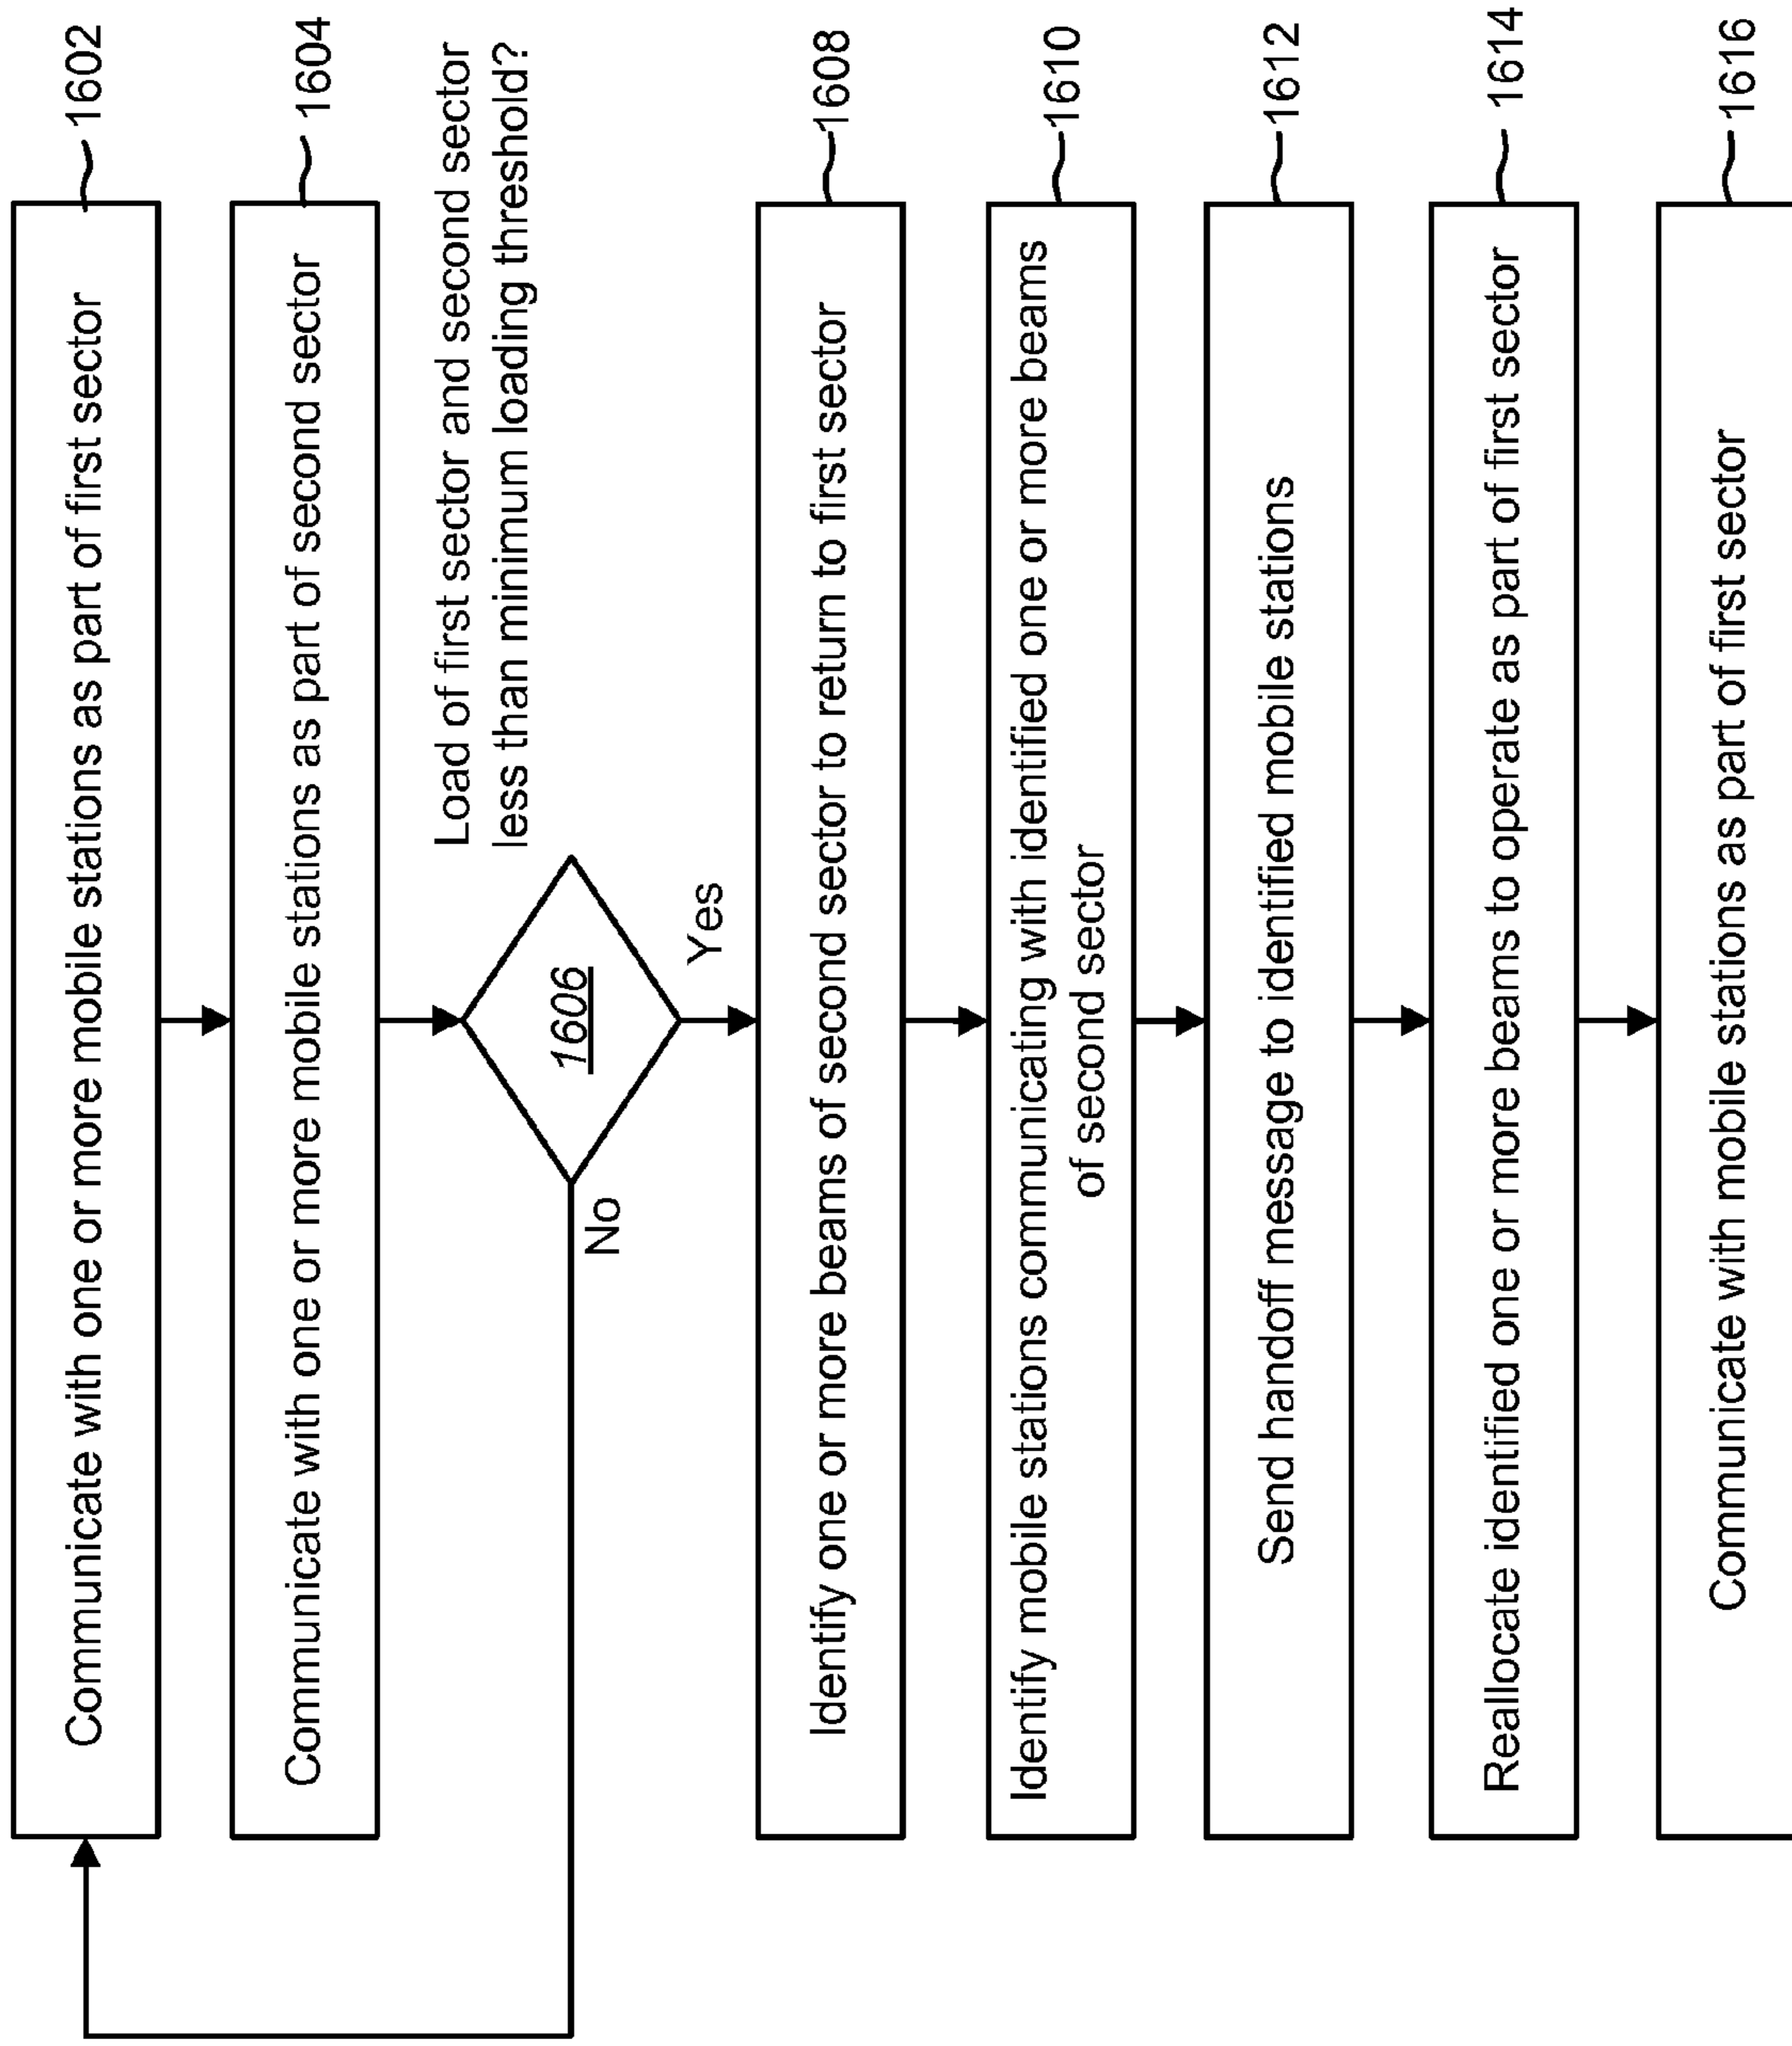 Communicate with one or more mobile stations as part of first sector
1602
Communicate with one or more mobile stations as part of second sector
1604
Load of first sector and second sector
less than minimum loading threshold?
1606
No
Yes
Identify one or more beams of second sector to return to first sector
1608
Identify mobile stations communicating with identified one or more beams
of second sector
1610
Send handoff message to identified mobile stations
1612
Reallocate identified one or more beams to operate as part of first sector
1614
Communicate with mobile stations as part of first sector
1616